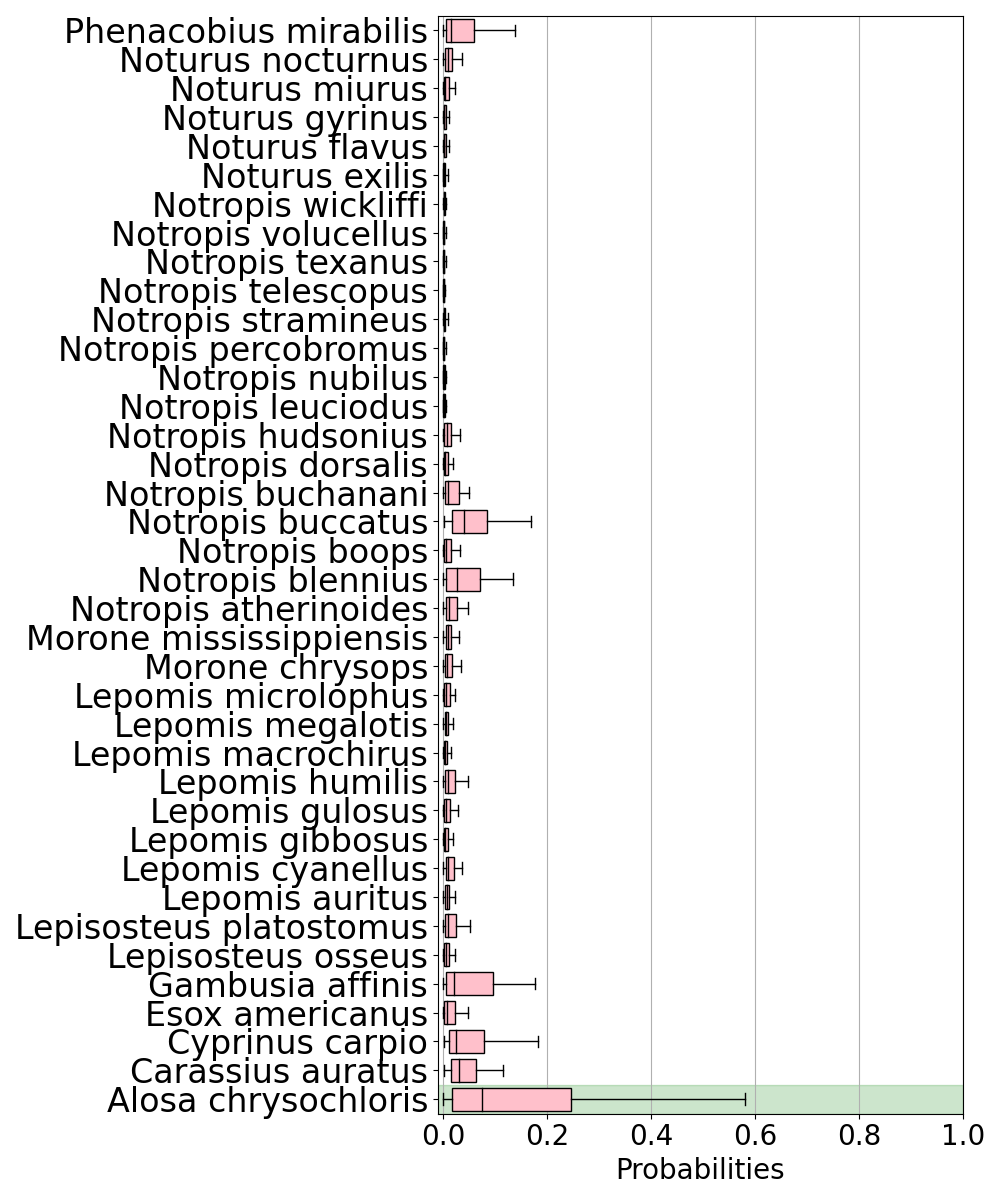 Phenacobius mirabilis
Noturus nocturnus
Noturus miurus
Noturus gyrinus
Noturus flavus
Noturus exilis
Notropis wickliffi
Notropis volucellus
Notropis texanus
Notropis telescopus
Notropis stramineus
Notropis percobromus
Notropis nubilus
Notropis leuciodus
Notropis hudsonius
Notropis dorsalis
Notropis buchanani
Notropis buccatus
Notropis boops
Notropis blennius
Notropis atherinoides
Morone mississippiensis
Morone chrysops
Lepomis microlophus
Lepomis megalotis
Lepomis macrochirus
Lepomis humilis
Lepomis gulosus
Lepomis gibbosus
Lepomis cyanellus
Lepomis auritus
Lepisosteus platostomus
Lepisosteus osseus
Gambusia affinis
Esox americanus
Cyprinus carpio
Carassius auratus
Alosa chrysochloris
0.0 0.2 0.4 0.6 0.8 1.0
Probabilities